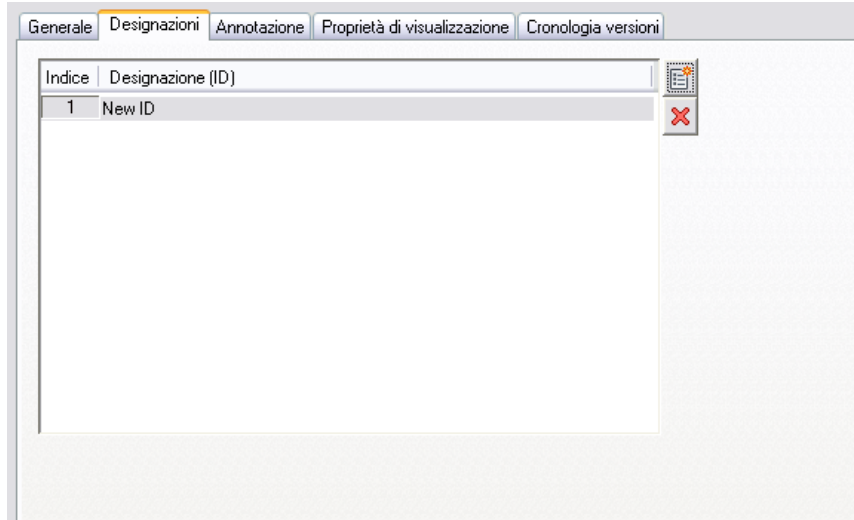 Generale Designazioni Annotazione Proprietà di visualizzazione Cronologia versioni
Indice Designazione (ID)
1 New ID